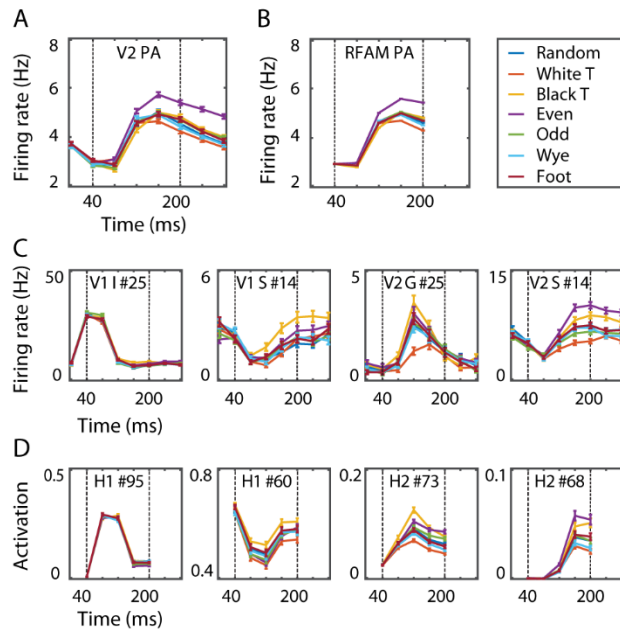 A
V2 PA
Firing rate (Hz)
8
6
4
2
40
200
Time (ms)
B
RFAM PA
Firing rate (Hz)
8
6
4
2
40
200
Random
White T
Black T
Even
Odd
Wye
Foot
C
Firing rate (Hz)
50
0
V1 I #25
40
200
6
0
V1 S #14
40
200
5
0
V2 G #25
40
200
15
0
V2 S #14
40
200
Time (ms)
D
Activation
0.5
0
H1 #95
40
200
0.8
0.4
H1 #60
40
200
0.2
0
H2 #73
40
200
0.1
0
H2 #68
40
200
Time (ms)